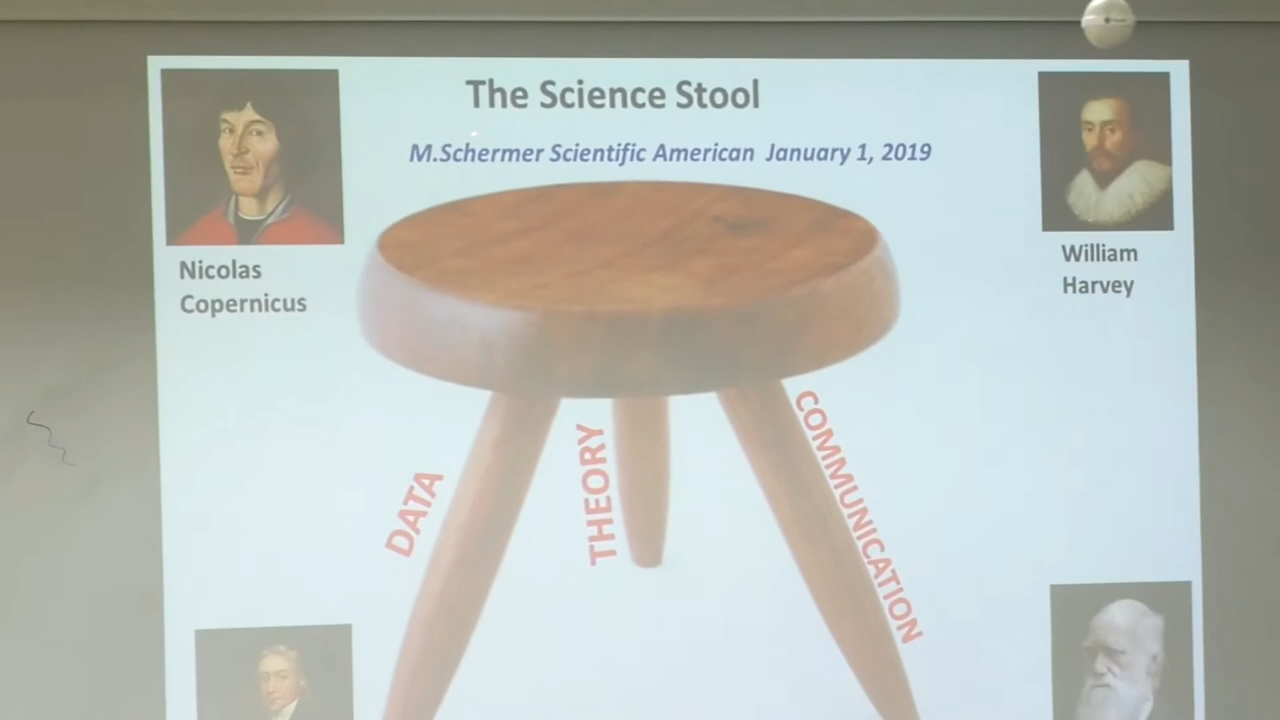 The Science Stool
M.Schermer Scientific American January 1, 2019
Nicolas
Copernicus
William
Harvey
DATA
THEORY
COMMUNICATION